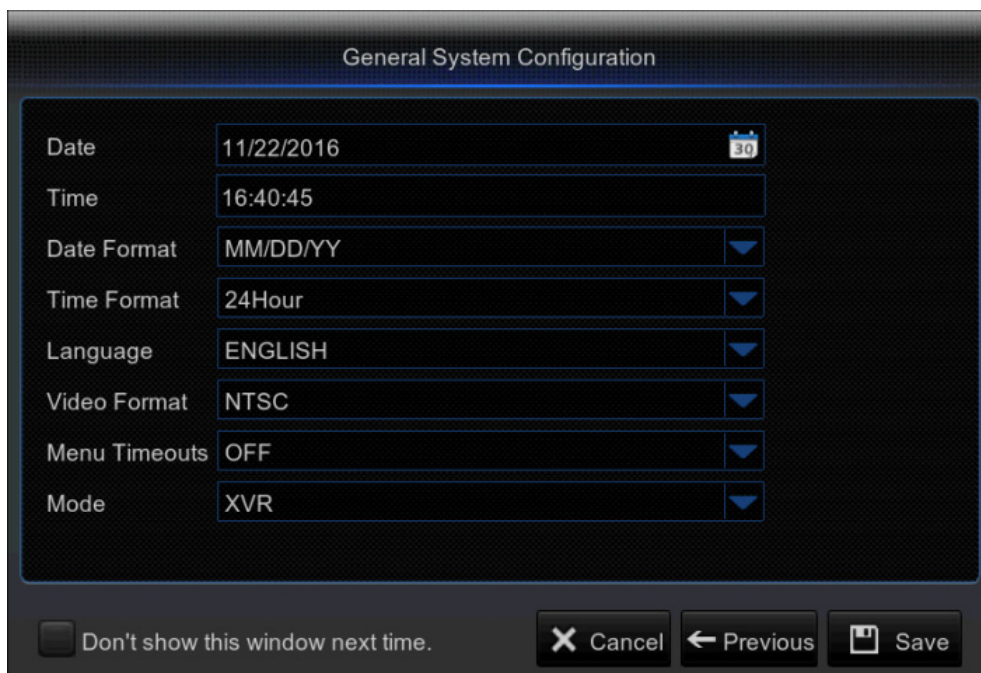 General System Configuration
Date 11/22/2016 30
Time 16:40:45
Date Format MM/DD/YY
Time Format 24Hour
Language ENGLISH
Video Format NTSC
Menu Timeouts OFF
Mode XVR
Don't show this window next time. Cancel Previous Save